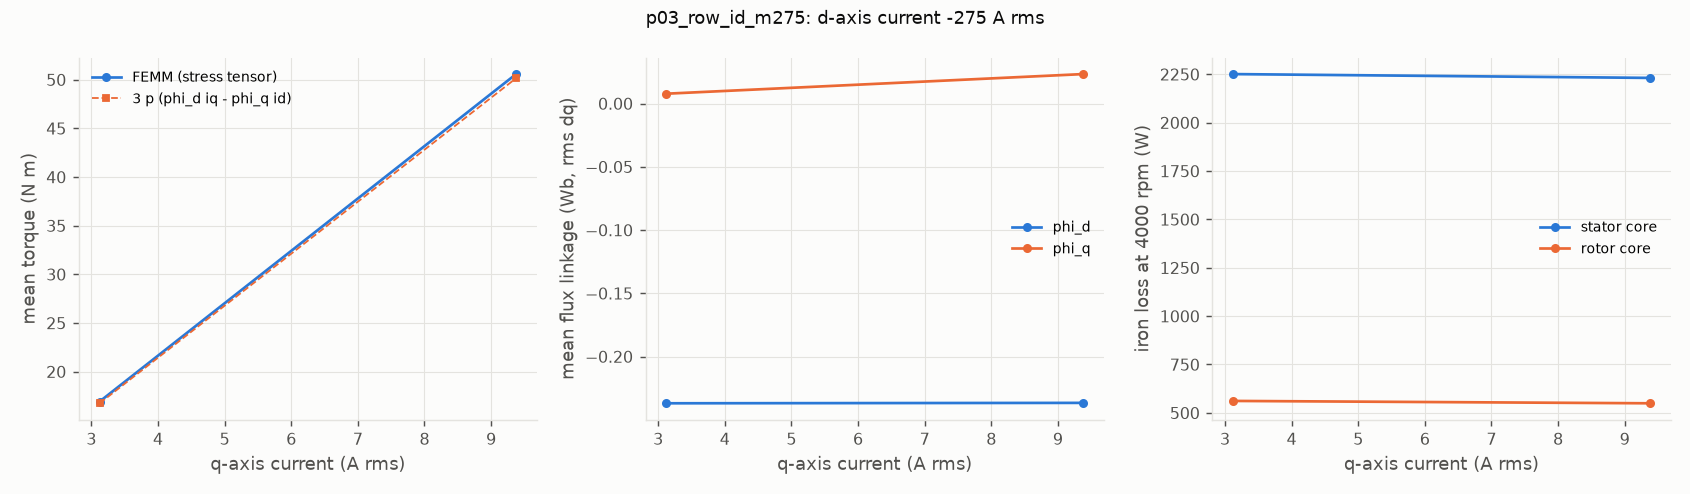 p03_row_id_m275: d-axis current -275 A rms
mean torque (N m)
50
45
40
35
30
25
20
FEMM (stress tensor)
3 p (phi_d iq - phi_q id)
3 4 5 6 7 8 9
q-axis current (A rms)
mean flux linkage (Wb, rms dq)
0.00
−0.05
−0.10
−0.15
−0.20
phi_d
phi_q
3 4 5 6 7 8 9
q-axis current (A rms)
iron loss at 4000 rpm (W)
2250
2000
1750
1500
1250
1000
750
500
stator core
rotor core
3 4 5 6 7 8 9
q-axis current (A rms)